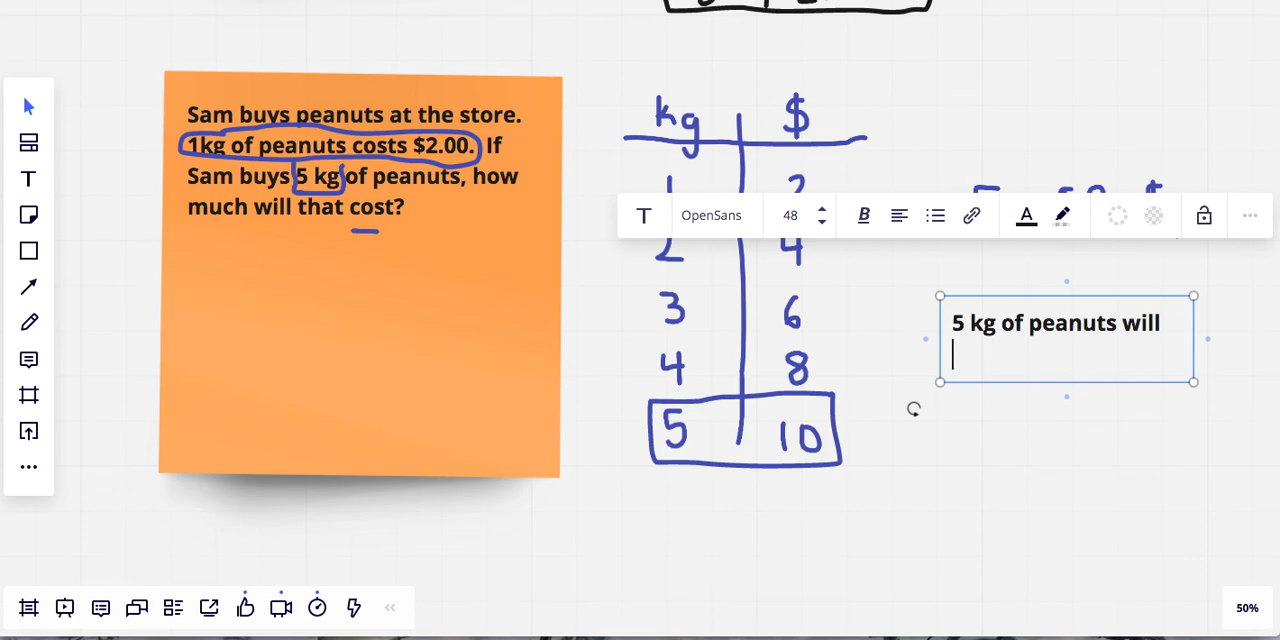 Sam buys peanuts at the store.
1kg of peanuts costs $2.00. If
Sam buys 5 kg of peanuts, how
much will that cost?
kg $
1 2
T OpenSans 48 B A
2 4
5 kg of peanuts will
3 6
4 8
5 10
50%